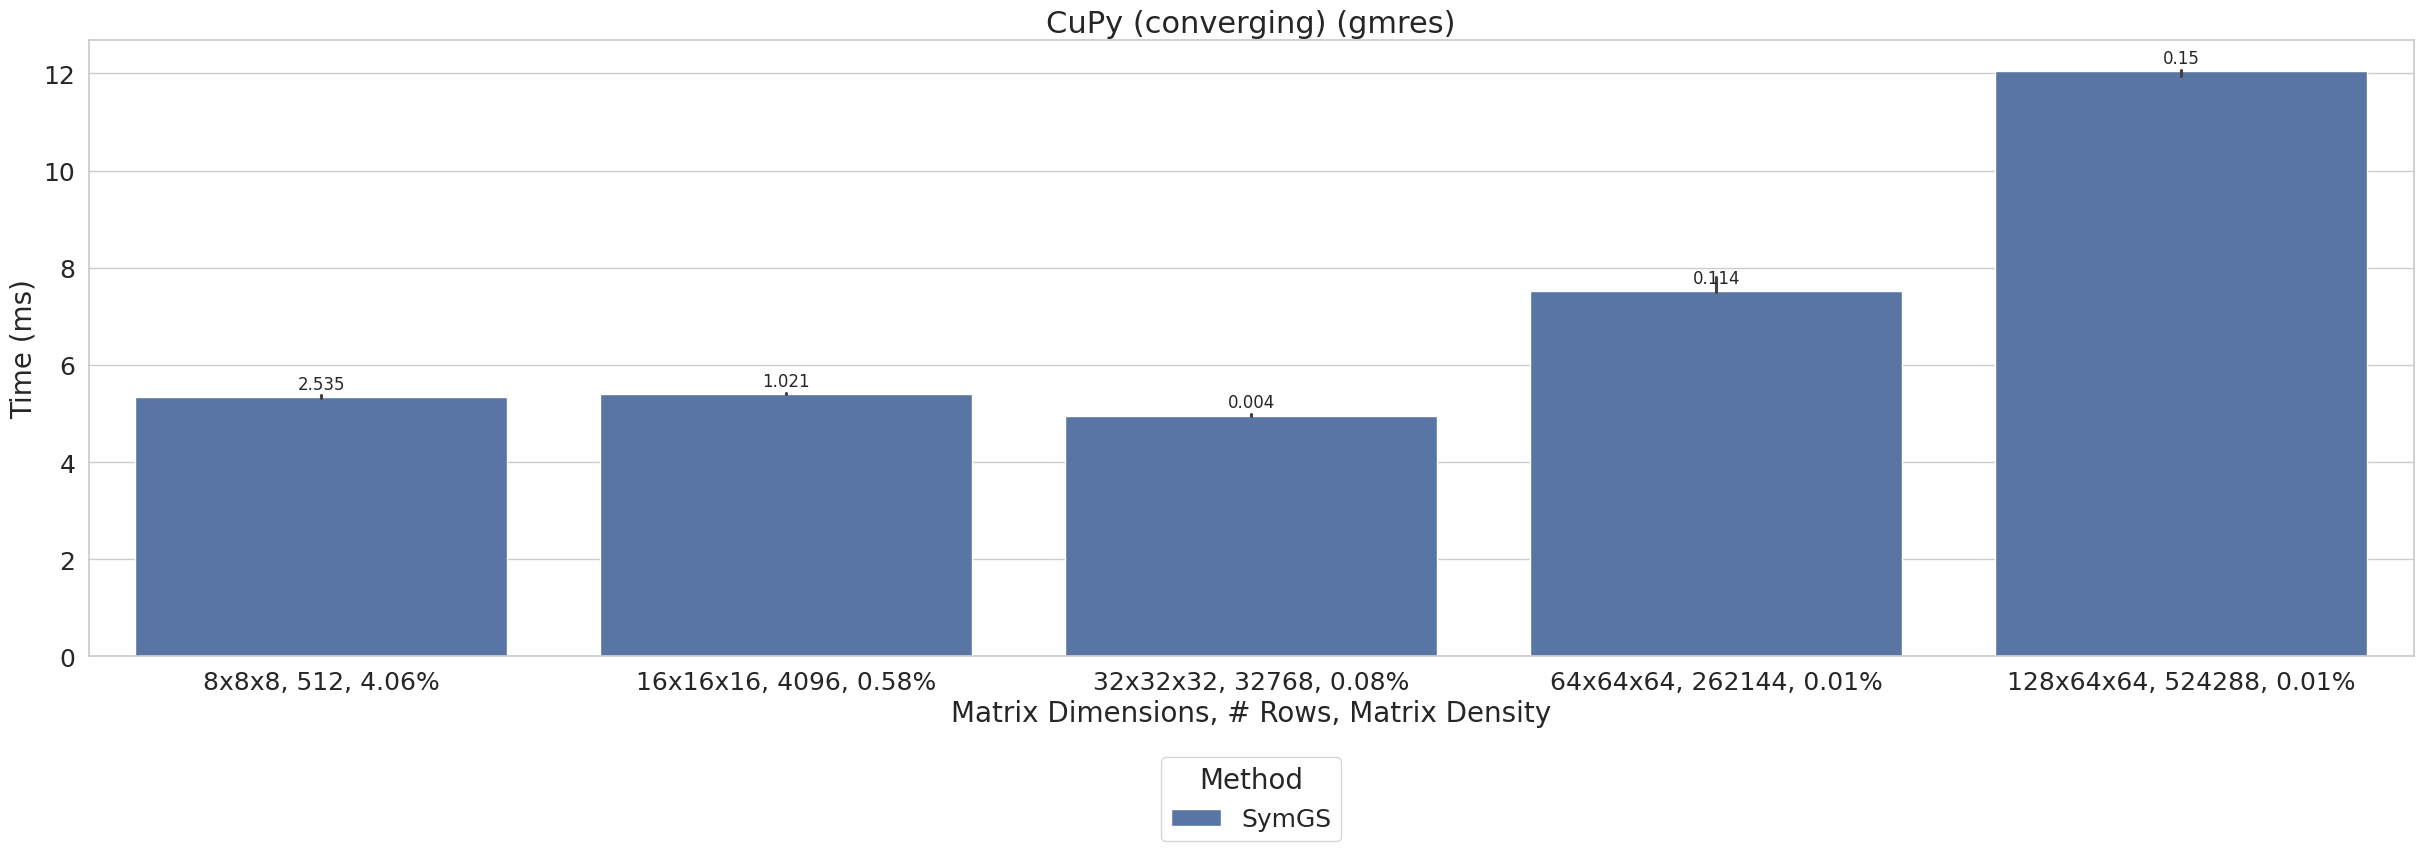 CuPy (converging) (gmres)
Time (ms)
12
10
8
6
4
2
0
2.535
1.021
0.004
0.114
0.15
8x8x8, 512, 4.06%
16x16x16, 4096, 0.58%
32x32x32, 32768, 0.08%
64x64x64, 262144, 0.01%
128x64x64, 524288, 0.01%
Matrix Dimensions, # Rows, Matrix Density
Method
SymGS